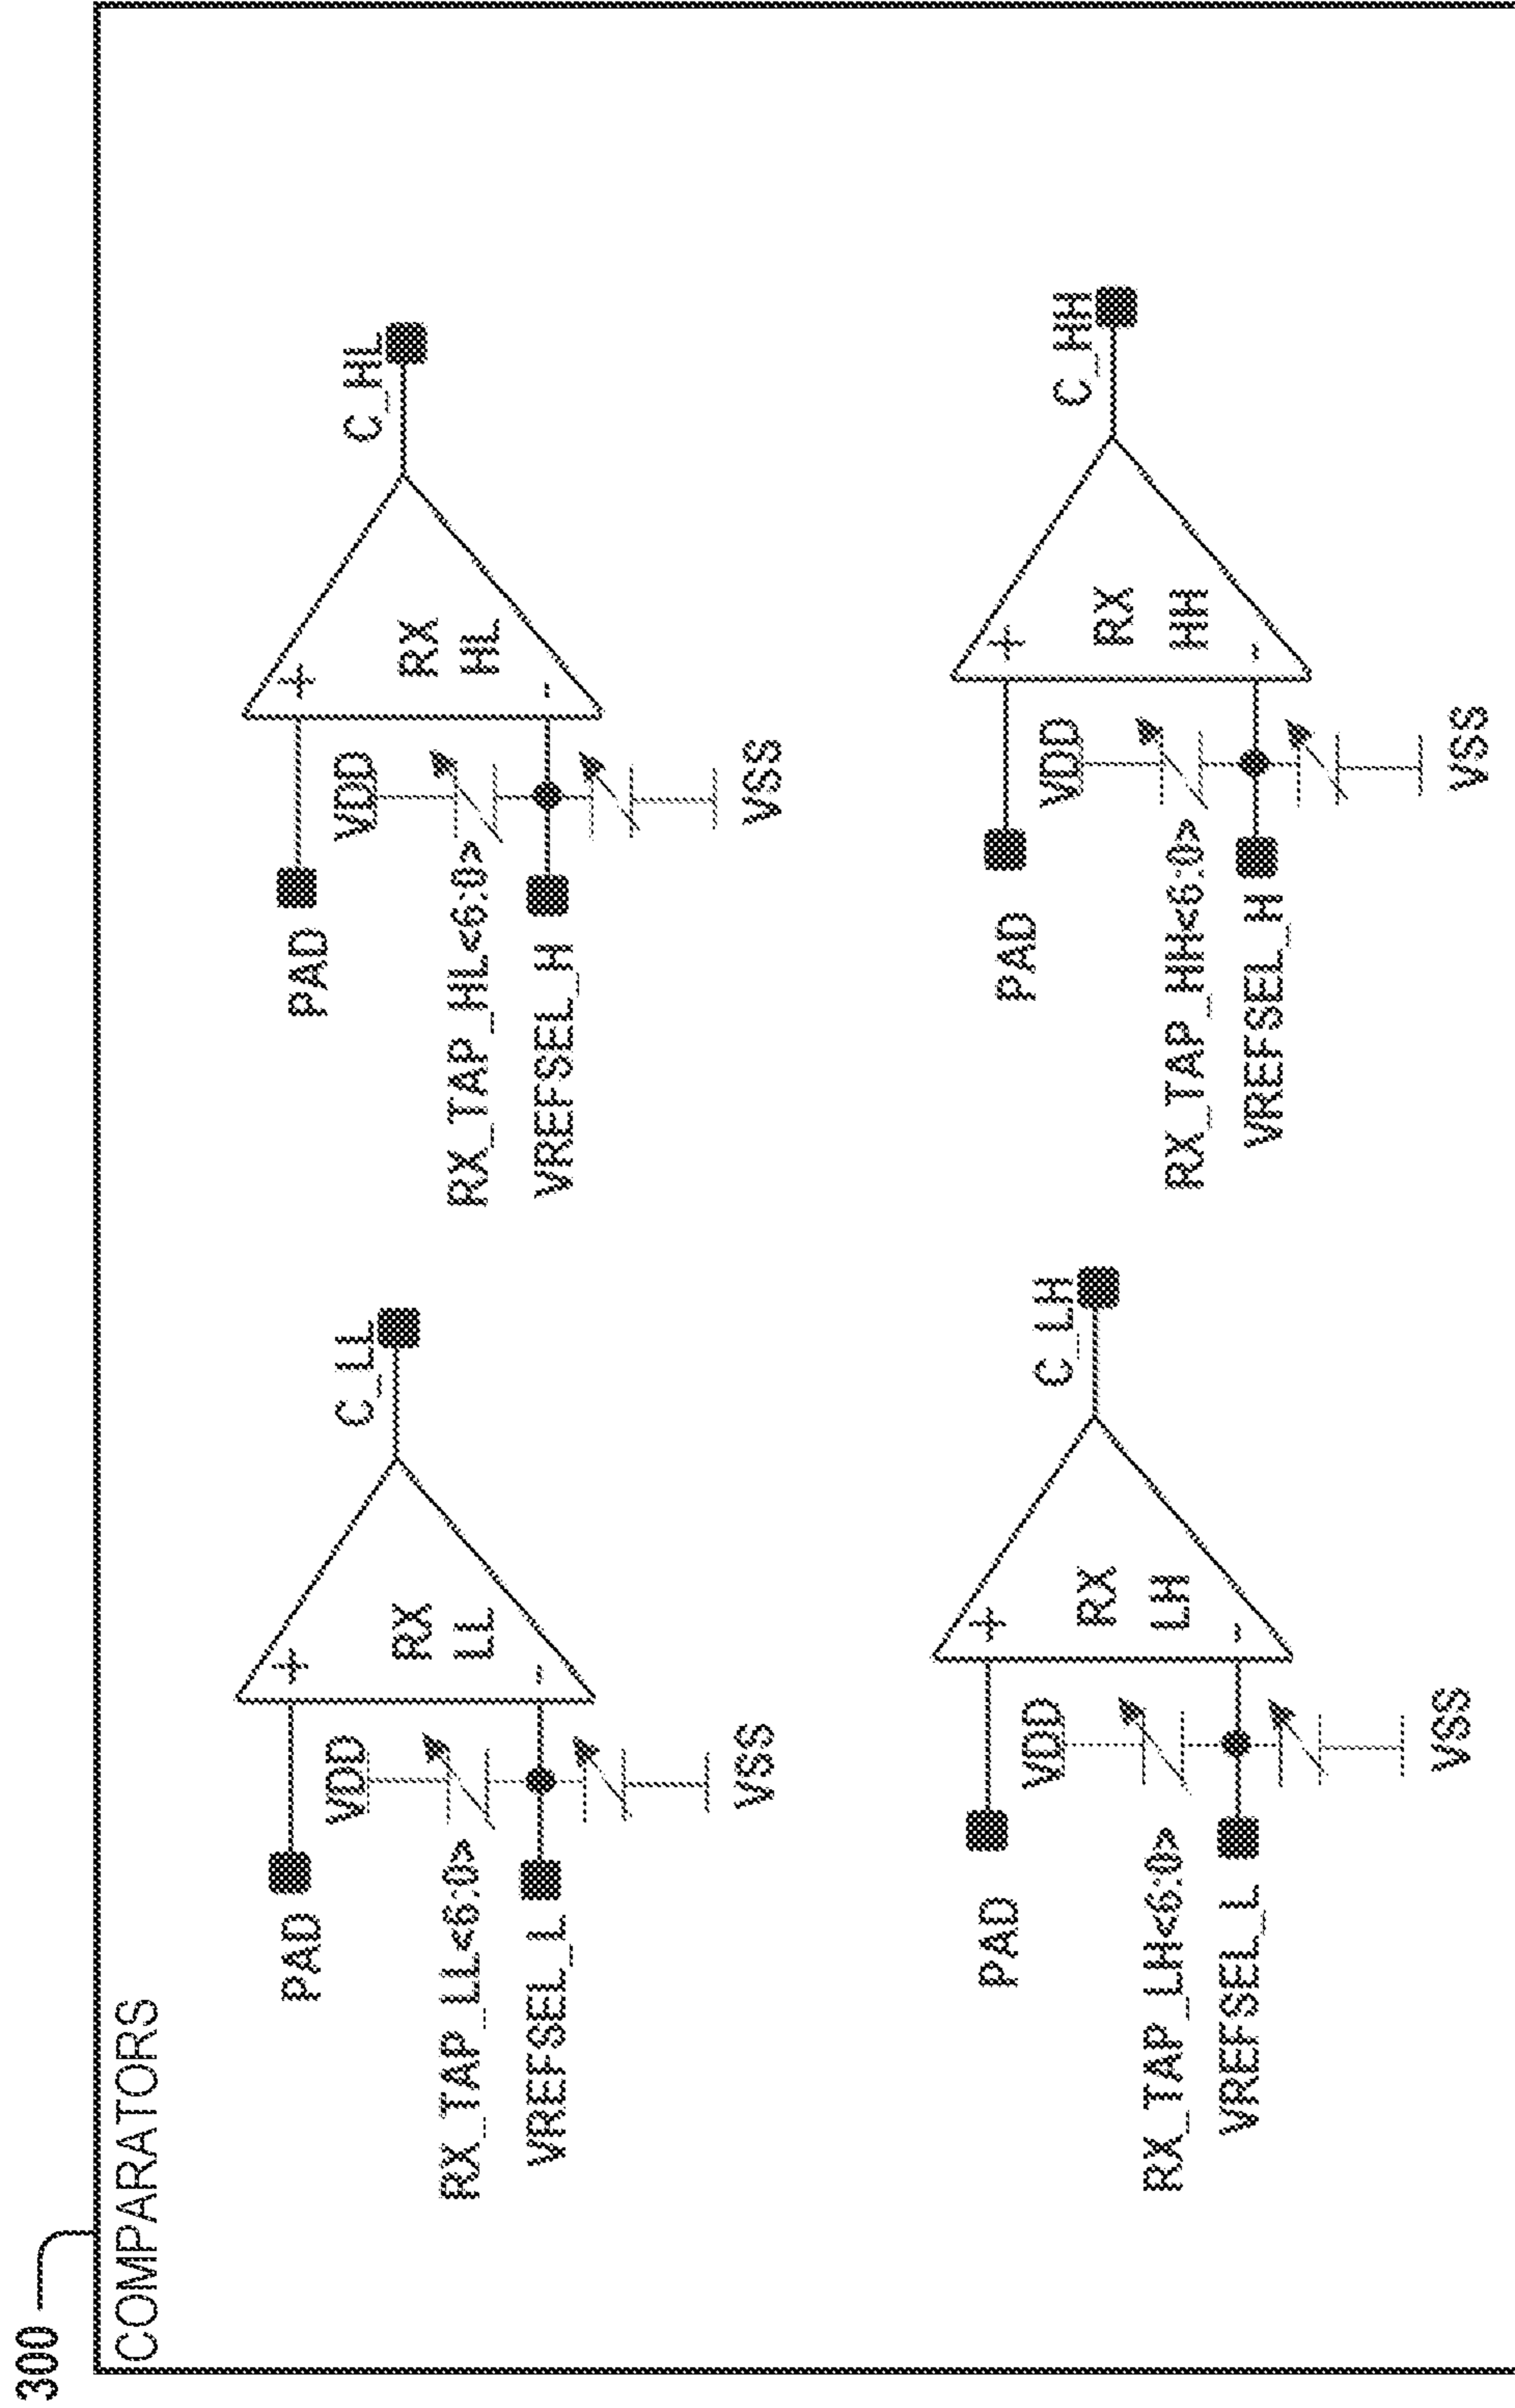 300
COMPARATORS
PAD
VDD
RX_TAP_LL<6:0>
VREFSEL_L
VSS
+
-
RX
LL
C_LL
PAD
VDD
RX_TAP_HL<6:0>
VREFSEL_H
VSS
+
-
RX
HL
C_HL
PAD
VDD
RX_TAP_LH<6:0>
VREFSEL_L
VSS
+
-
RX
LH
C_LH
PAD
VDD
RX_TAP_HH<6:0>
VREFSEL_H
VSS
+
-
RX
HH
C_HH